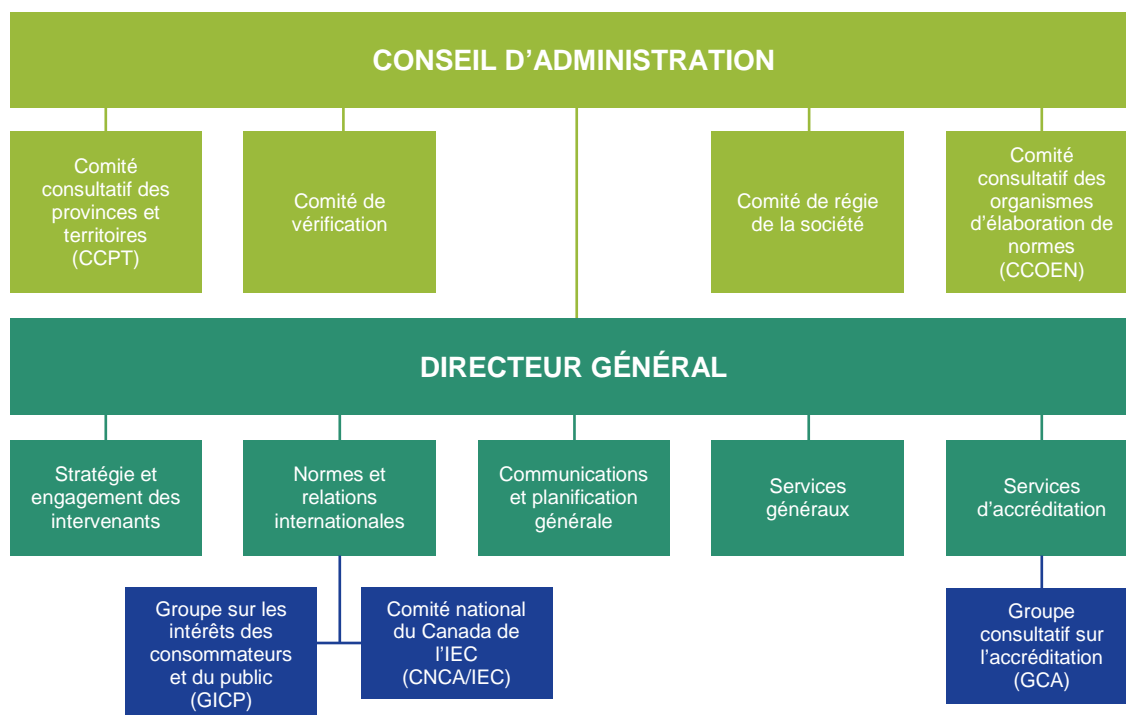 CONSEIL D’ADMINISTRATION
Comité
consultatif des
provinces et
territoires
(CCPT)
Comité de
vérification
Comité de régie
de la société
Comité
consultatif des
organismes
d’élaboration de
normes
(CCOEN)
DIRECTEUR GÉNÉRAL
Stratégie et
engagement des
intervenants
Normes et
relations
internationales
Communications
et planification
générale
Services
généraux
Services
d’accréditation
Groupe sur les
intérêts des
consommateurs
et du public
(GICP)
Comité national
du Canada de
l’IEC
(CNCA/IEC)
Groupe
consultatif sur
l’accréditation
(GCA)